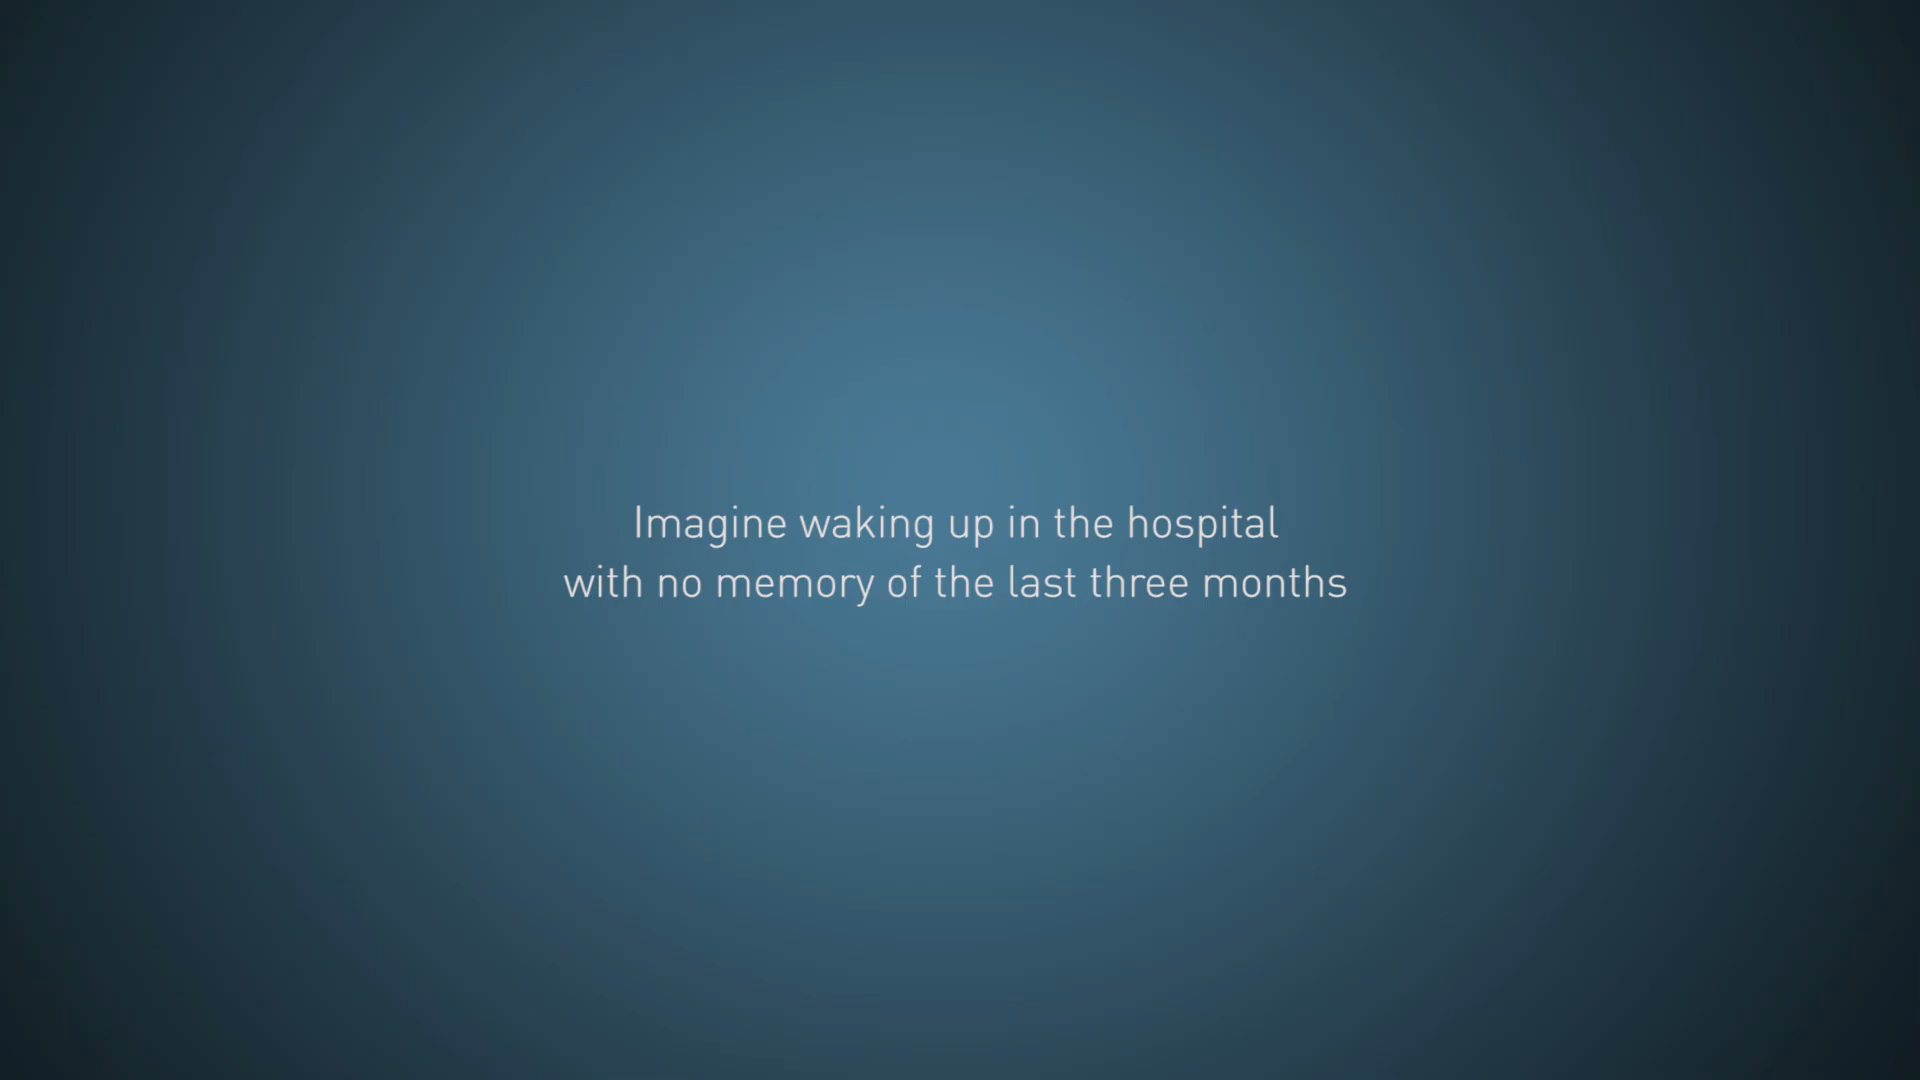 Imagine waking up in the hospital
with no memory of the last three months